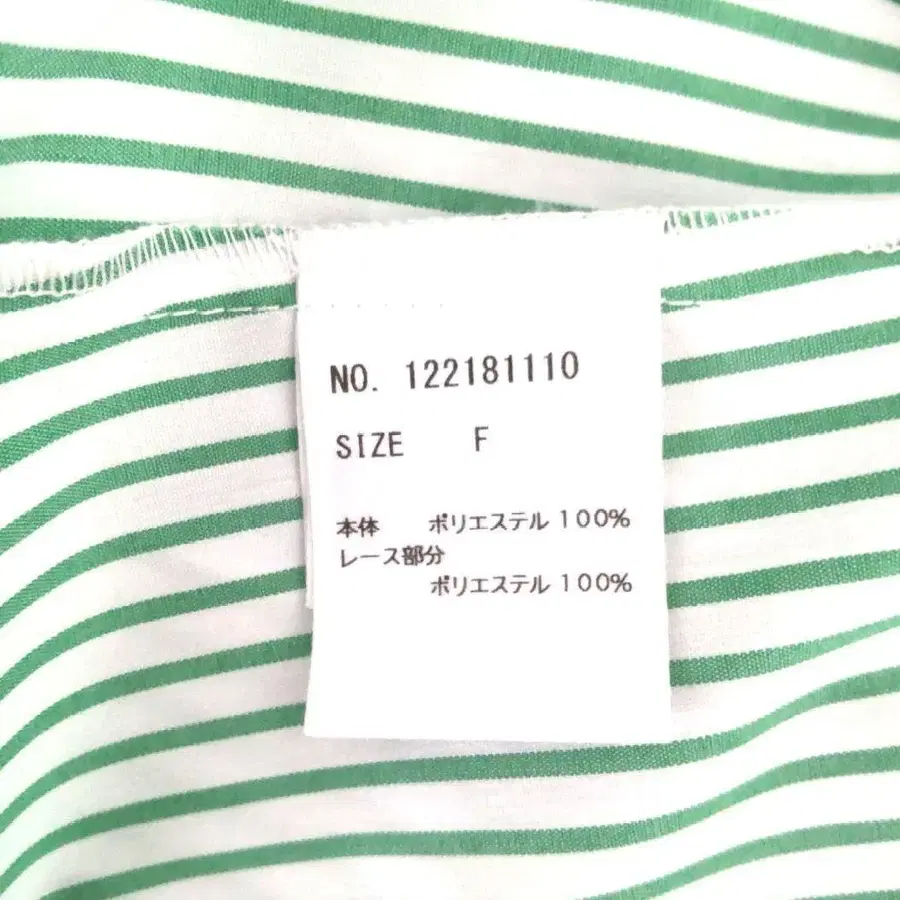 NO. 122181110
SIZE F
本体 ポリエステル 100%
レース部分
ポリエステル 100%